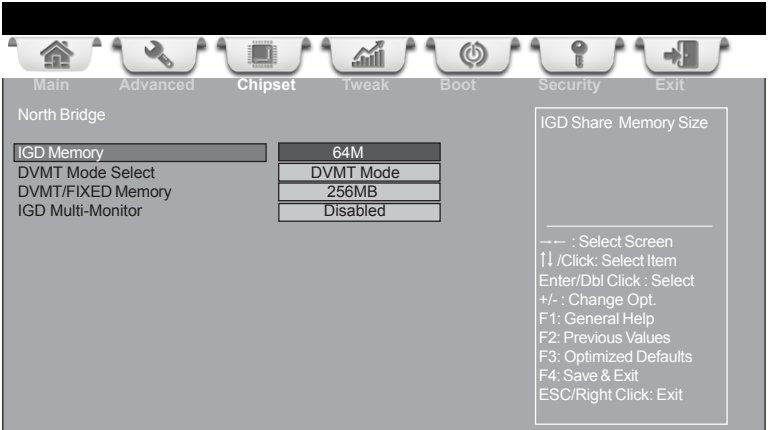 Main Advanced Chipset Tweak Boot Security Exit
North Bridge
IGD Memory 64M
DVMT Mode Select DVMT Mode
DVMT/FIXED Memory 256MB
IGD Multi-Monitor Disabled
IGD Share Memory Size
→← : Select Screen
↑↓ /Click: Select Item
Enter/Dbl Click : Select
+/- : Change Opt.
F1: General Help
F2: Previous Values
F3: Optimized Defaults
F4: Save & Exit
ESC/Right Click: Exit